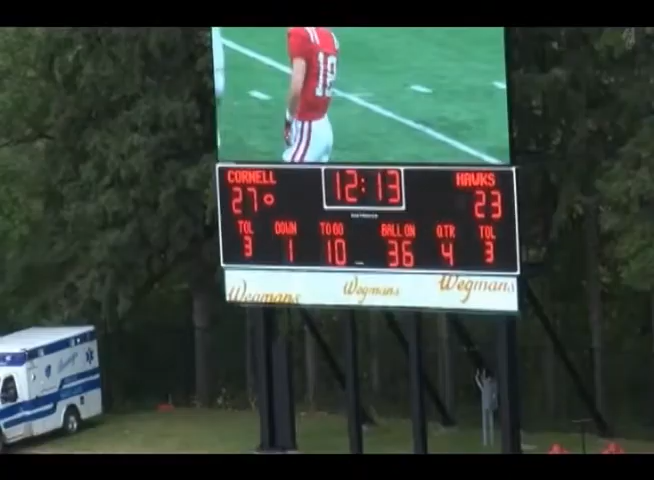 18
CORNELL 12:13 HAWKS
27 23
TOL DOWN TO GO BALL ON QTR TOL
3 1 10 36 4 3
Wegmans Wegmans Wegmans